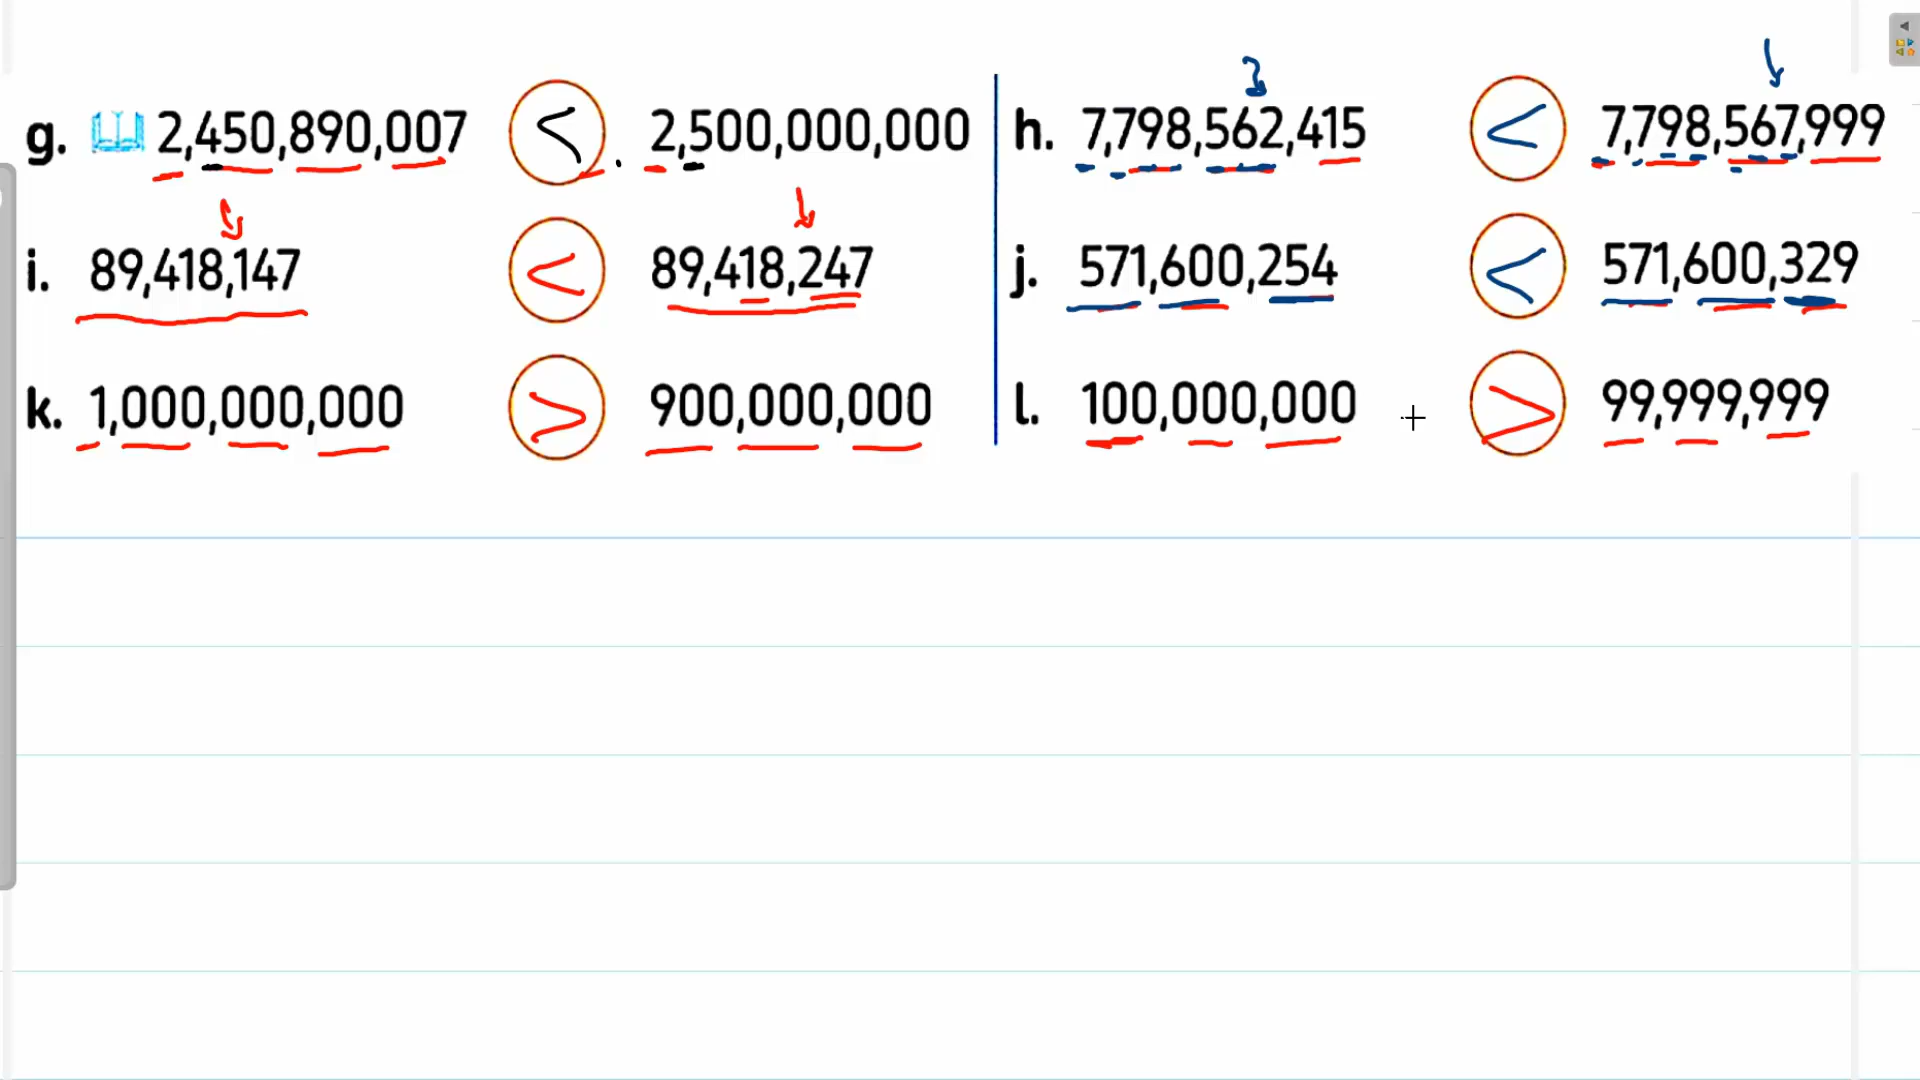 g. 2,450,890,007 < 2,500,000,000
h. 7,798,562,415 < 7,798,567,999
i. 89,418,147 < 89,418,247
j. 571,600,254 < 571,600,329
k. 1,000,000,000 > 900,000,000
l. 100,000,000 > 99,999,999